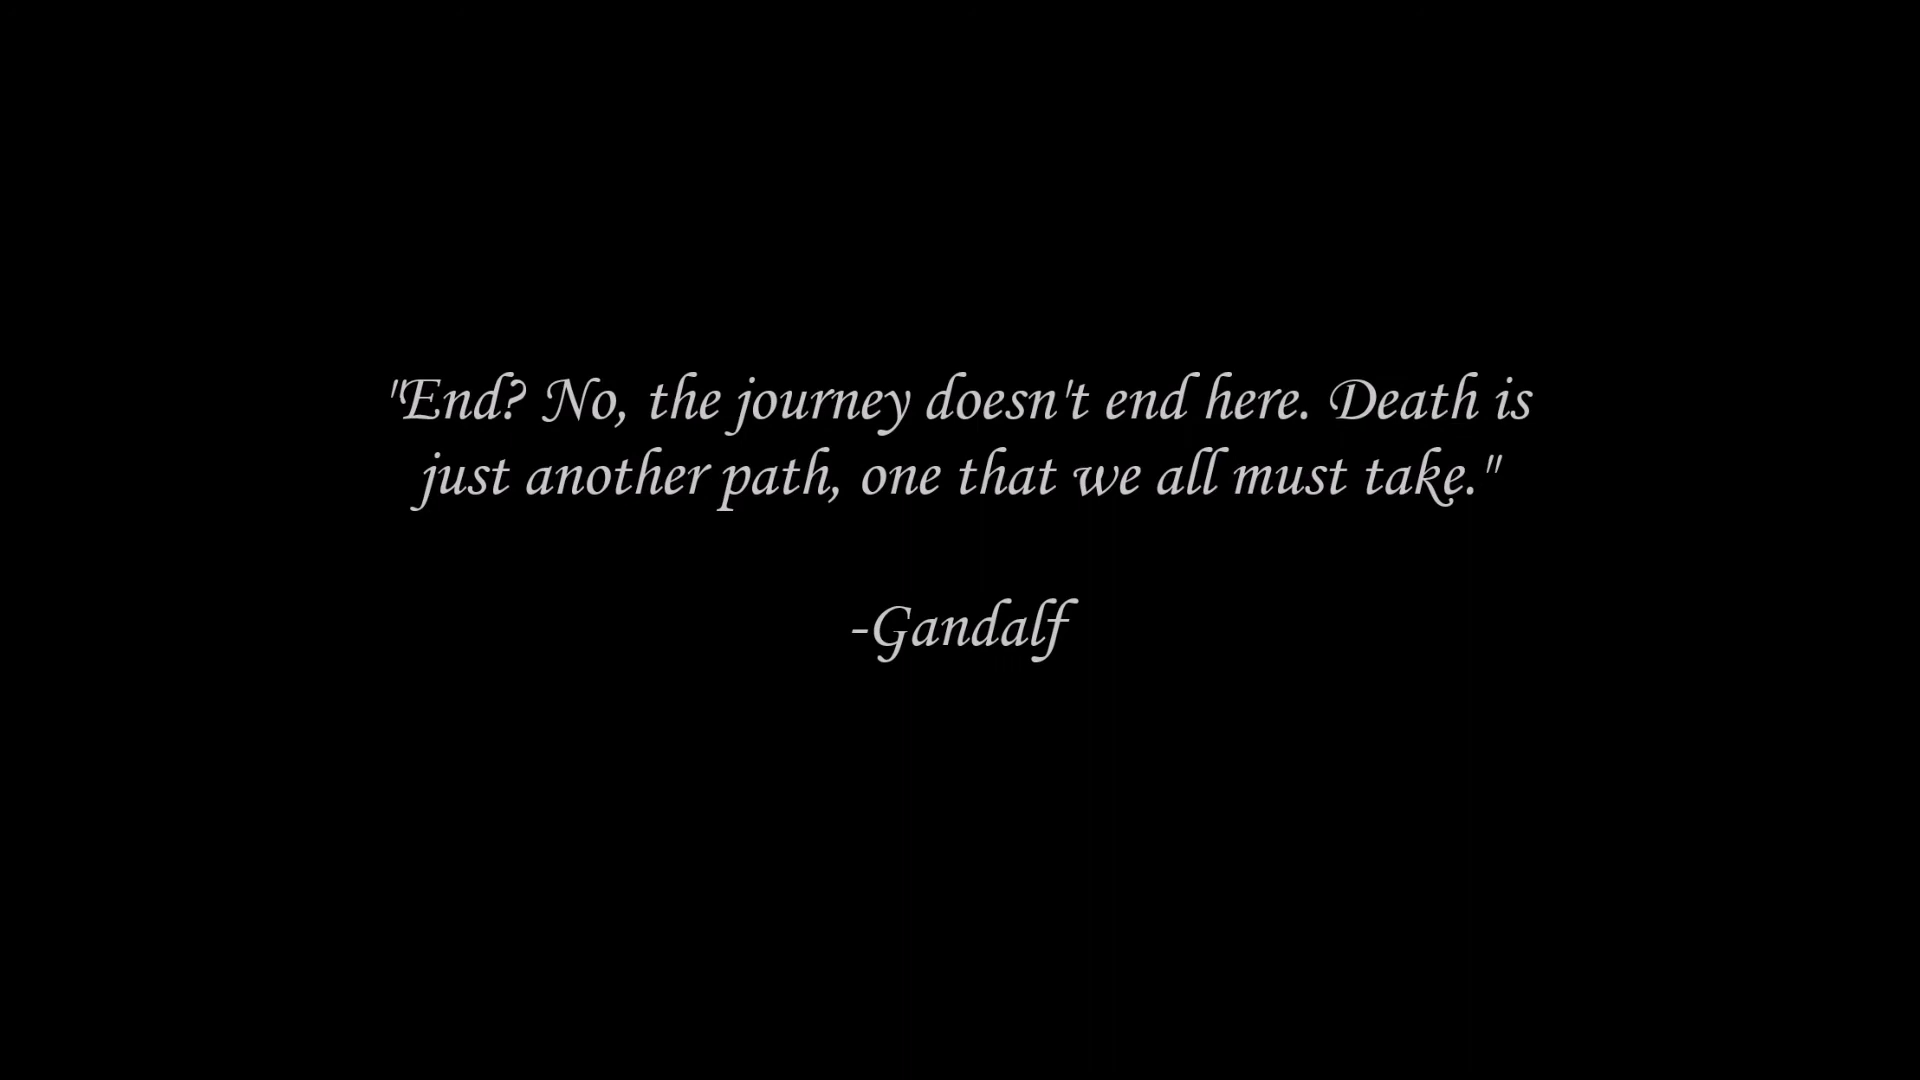 "End? No, the journey doesn't end here. Death is
just another path, one that we all must take."
-Gandalf